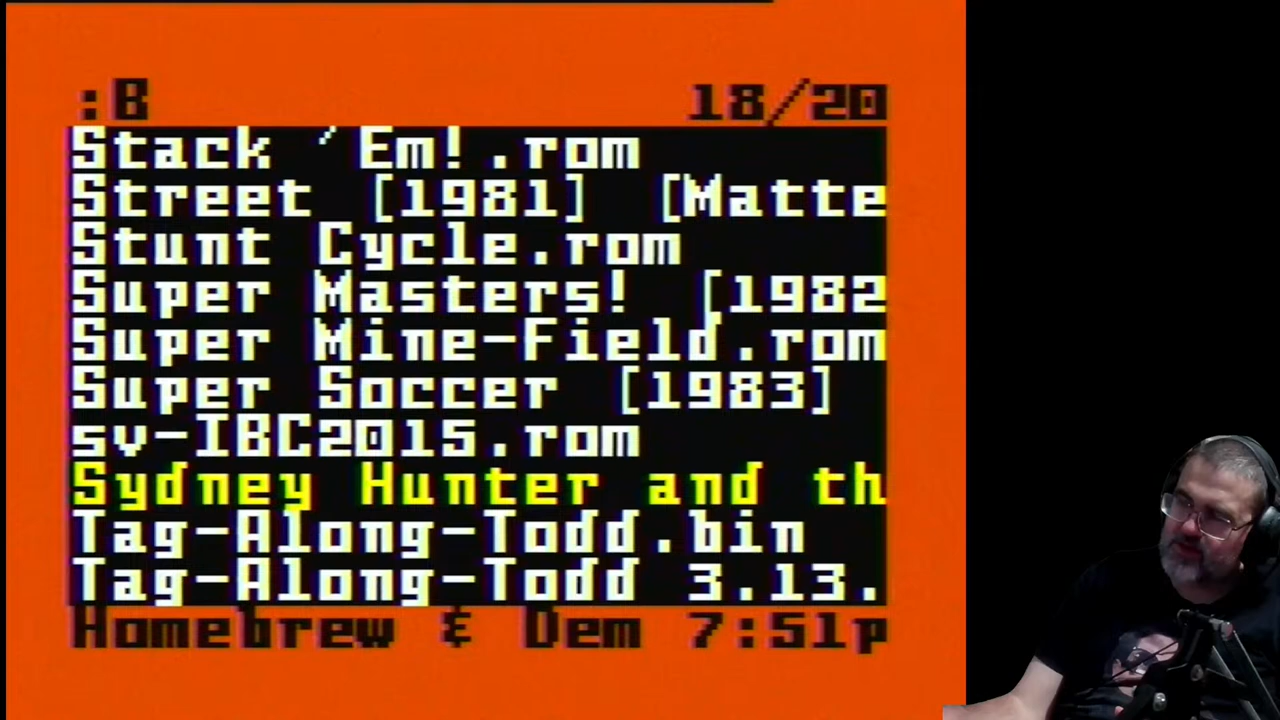 :B 18/20
Stack 'Em!.rom
Street [1981] [Matte
Stunt Cycle.rom
Super Masters! [1982
Super Mine-Field.rom
Super Soccer [1983]
sv-IBC2015.rom
Sydney Hunter and th
Tag-Along-Todd.bin
Tag-Along-Todd 3.13.
Homebrew & Dem 7:51p